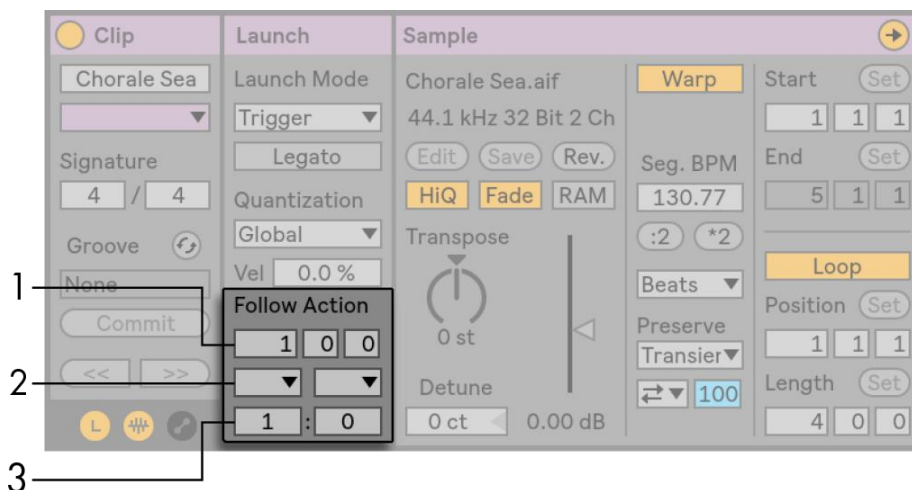 Clip
Chorale Sea
Signature
4 / 4
Groove
None
Commit
<< >>
L
Launch
Launch Mode
Trigger
Legato
Quantization
Global
Vel 0.0 %
Follow Action
1 0 0
1 : 0
Sample
Chorale Sea.aif
44.1 kHz 32 Bit 2 Ch
Edit Save Rev.
HiQ Fade RAM
Transpose
0 st
Detune
0 ct 0.00 dB
Warp
Seg. BPM
130.77
:2 *2
Beats
Preserve
Transier
100
Start Set
1 1 1
End Set
5 1 1
Loop
Position Set
1 1 1
Length Set
4 0 0
1
2
3